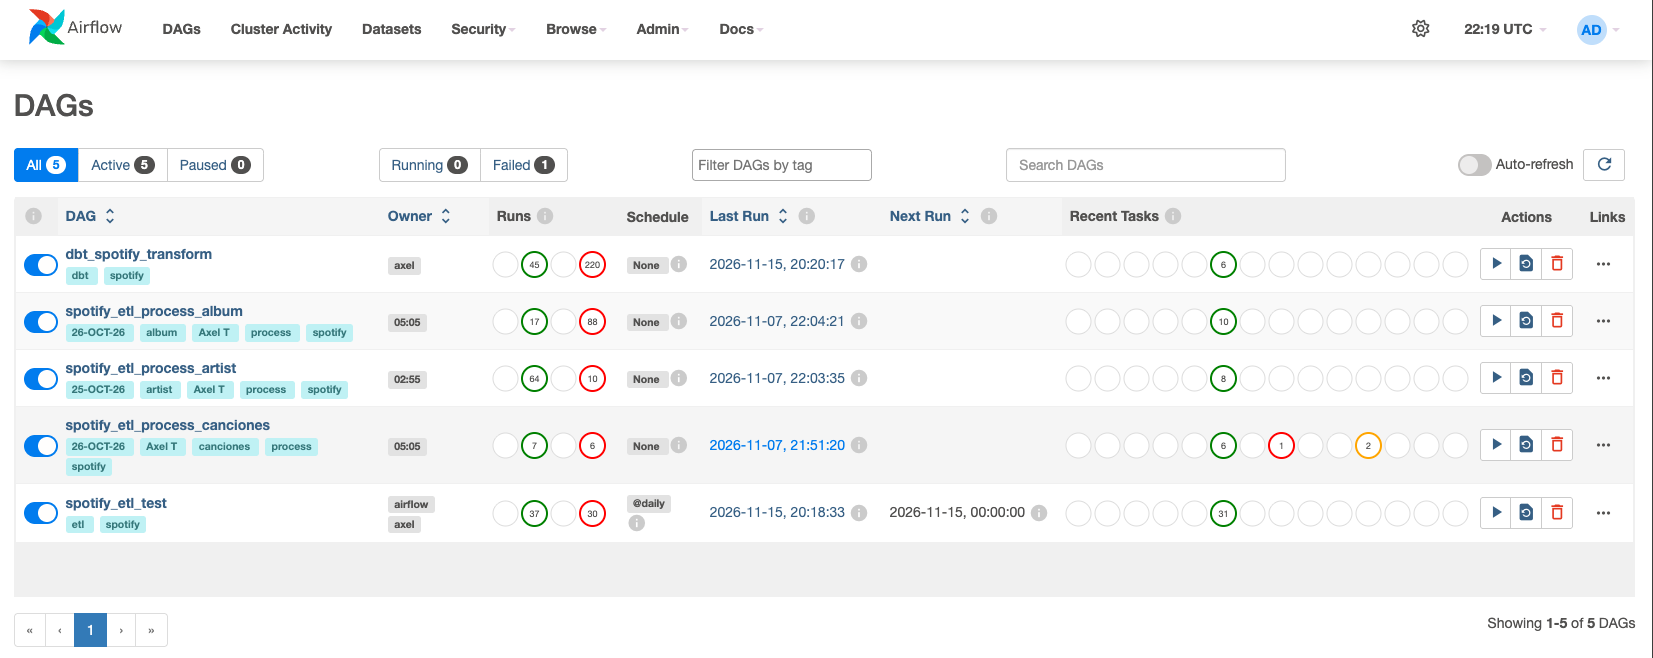 Airflow DAGs Cluster Activity Datasets Security Browse Admin Docs 22:19 UTC AD
DAGs
All 5 Active 5 Paused 0 Running 0 Failed 1 Filter DAGs by tag Search DAGs Auto-refresh
DAG Owner Runs Schedule Last Run Next Run Recent Tasks Actions Links
dbt_spotify_transform
axel 45 220 None 2026-11-15, 20:20:17 6
dbt spotify
spotify_etl_process_album
05:05 17 88 None 2026-11-07, 22:04:21 10
26-OCT-26 album Axel T process spotify
spotify_etl_process_artist
02:55 64 10 None 2026-11-07, 22:03:35 8
25-OCT-26 artist Axel T process spotify
spotify_etl_process_canciones
26-OCT-26 Axel T canciones process
05:05 7 6 None 2026-11-07, 21:51:20 6 1 2
spotify
spotify_etl_test
airflow @daily
37 30 2026-11-15, 20:18:33 2026-11-15, 00:00:00 31
etl spotify axel
« ‹ 1 › »
Showing 1-5 of 5 DAGs